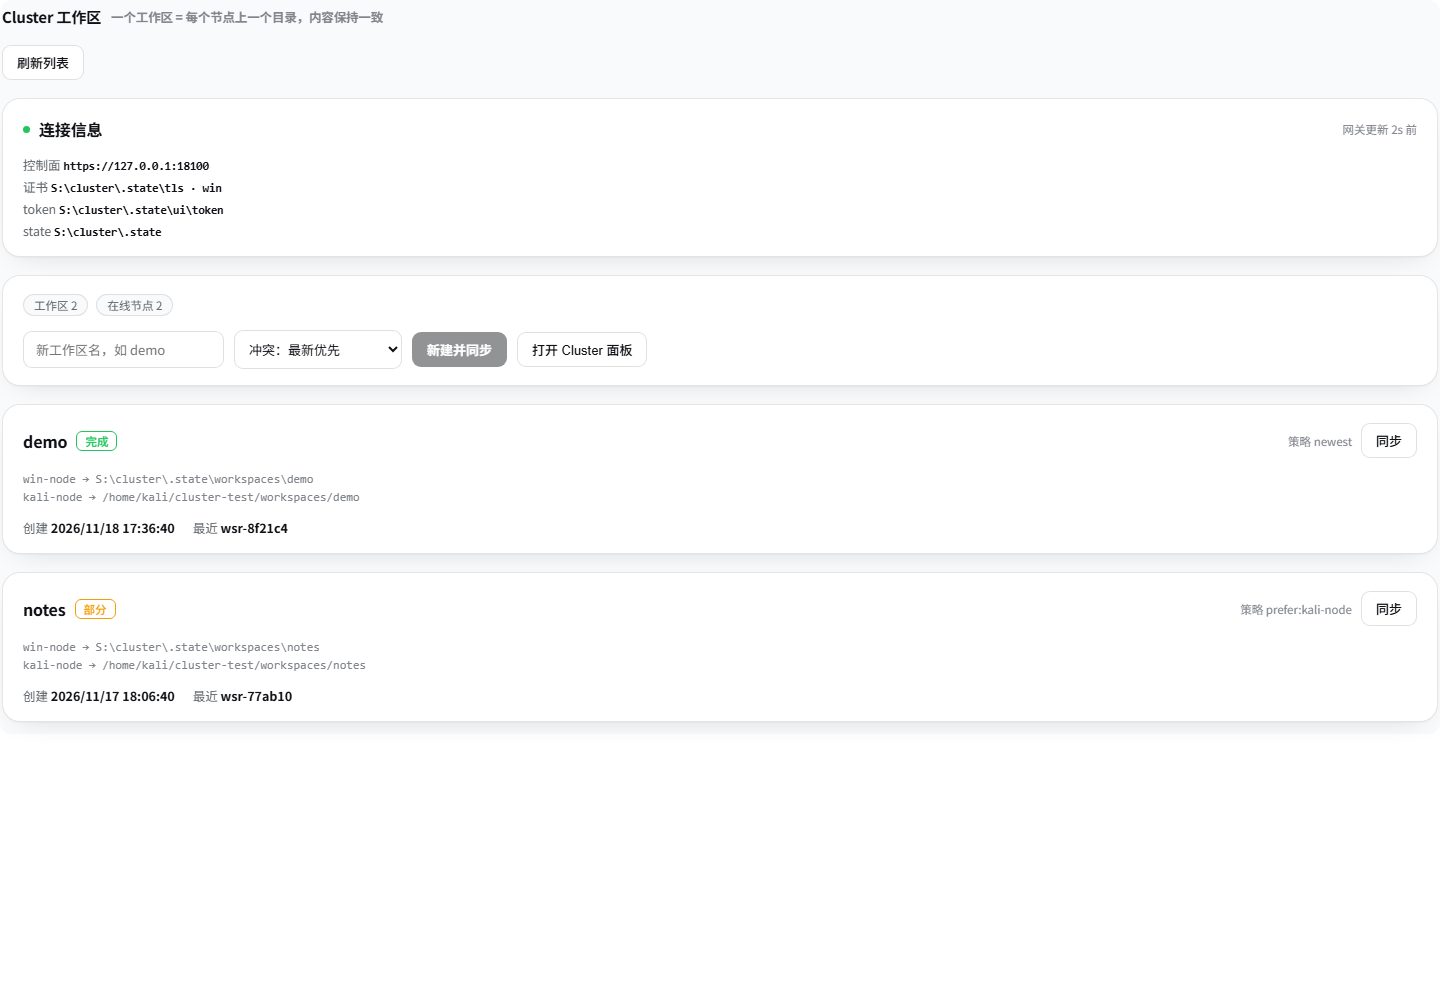 Cluster 工作区 一个工作区 = 每个节点上一个目录，内容保持一致
刷新列表
连接信息 网关更新 2s 前
控制面 https://127.0.0.1:18100
证书 S:\cluster\.state\tls · win
token S:\cluster\.state\ui\token
state S:\cluster\.state
工作区 2 在线节点 2
新工作区名，如 demo 冲突：最新优先 新建并同步 打开 Cluster 面板
demo 完成 策略 newest 同步
win-node → S:\cluster\.state\workspaces\demo
kali-node → /home/kali/cluster-test/workspaces/demo
创建 2026/11/18 17:36:40 最近 wsr-8f21c4
notes 部分 策略 prefer:kali-node 同步
win-node → S:\cluster\.state\workspaces\notes
kali-node → /home/kali/cluster-test/workspaces/notes
创建 2026/11/17 18:06:40 最近 wsr-77ab10